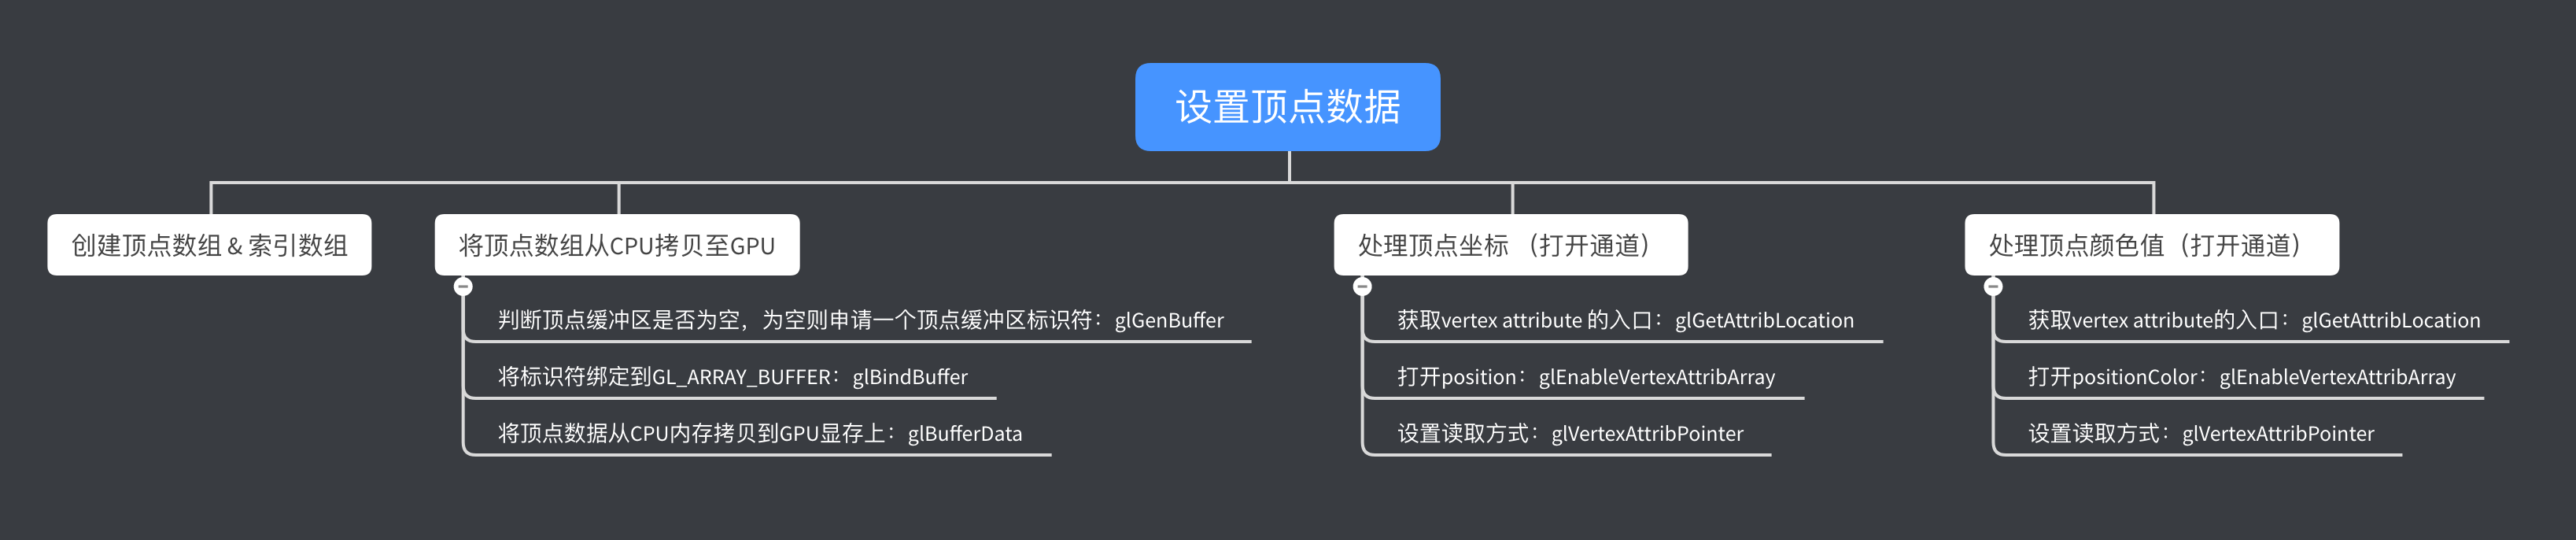 设置顶点数据
创建顶点数组 & 索引数组
将顶点数组从CPU拷贝至GPU
判断顶点缓冲区是否为空，为空则申请一个顶点缓冲区标识符：glGenBuffer
将标识符绑定到GL_ARRAY_BUFFER：glBindBuffer
将顶点数据从CPU内存拷贝到GPU显存上：glBufferData
处理顶点坐标 （打开通道）
获取vertex attribute 的入口：glGetAttribLocation
打开position：glEnableVertexAttribArray
设置读取方式：glVertexAttribPointer
处理顶点颜色值（打开通道）
获取vertex attribute的入口：glGetAttribLocation
打开positionColor：glEnableVertexAttribArray
设置读取方式：glVertexAttribPointer